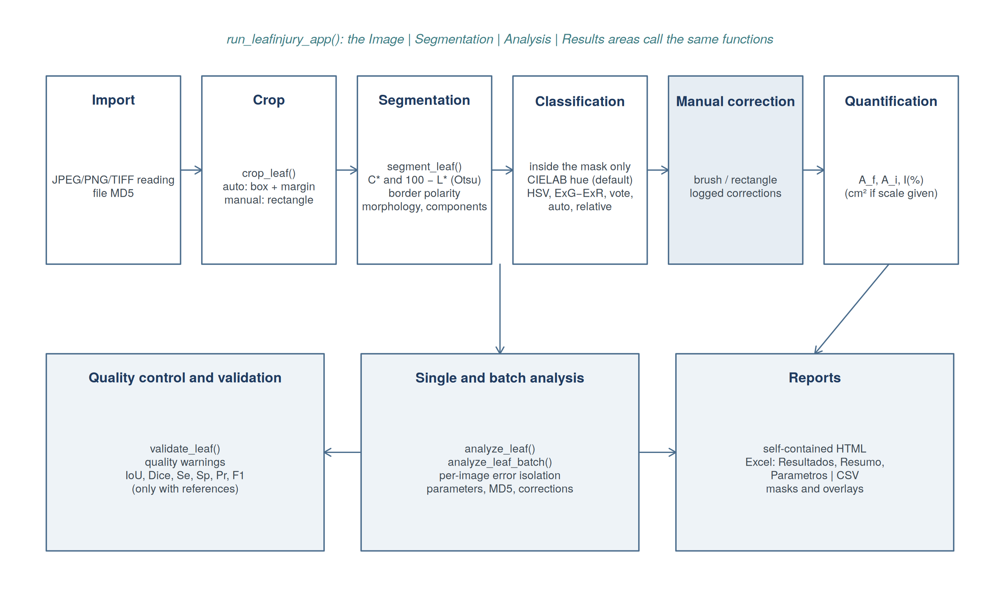 run_leafinjury_app(): the Image | Segmentation | Analysis | Results areas call the same functions
Import
JPEG/PNG/TIFF reading
file MD5
Crop
crop_leaf()
auto: box + margin
manual: rectangle
Segmentation
segment_leaf()
C* and 100 − L* (Otsu)
border polarity
morphology, components
Classification
inside the mask only
CIELAB hue (default)
HSV, ExG−ExR, vote,
auto, relative
Manual correction
brush / rectangle
logged corrections
Quantification
A_f, A_i, I(%)
(cm² if scale given)
Quality control and validation
validate_leaf()
quality warnings
IoU, Dice, Se, Sp, Pr, F1
(only with references)
Single and batch analysis
analyze_leaf()
analyze_leaf_batch()
per-image error isolation
parameters, MD5, corrections
Reports
self-contained HTML
Excel: Resultados, Resumo,
Parametros | CSV
masks and overlays